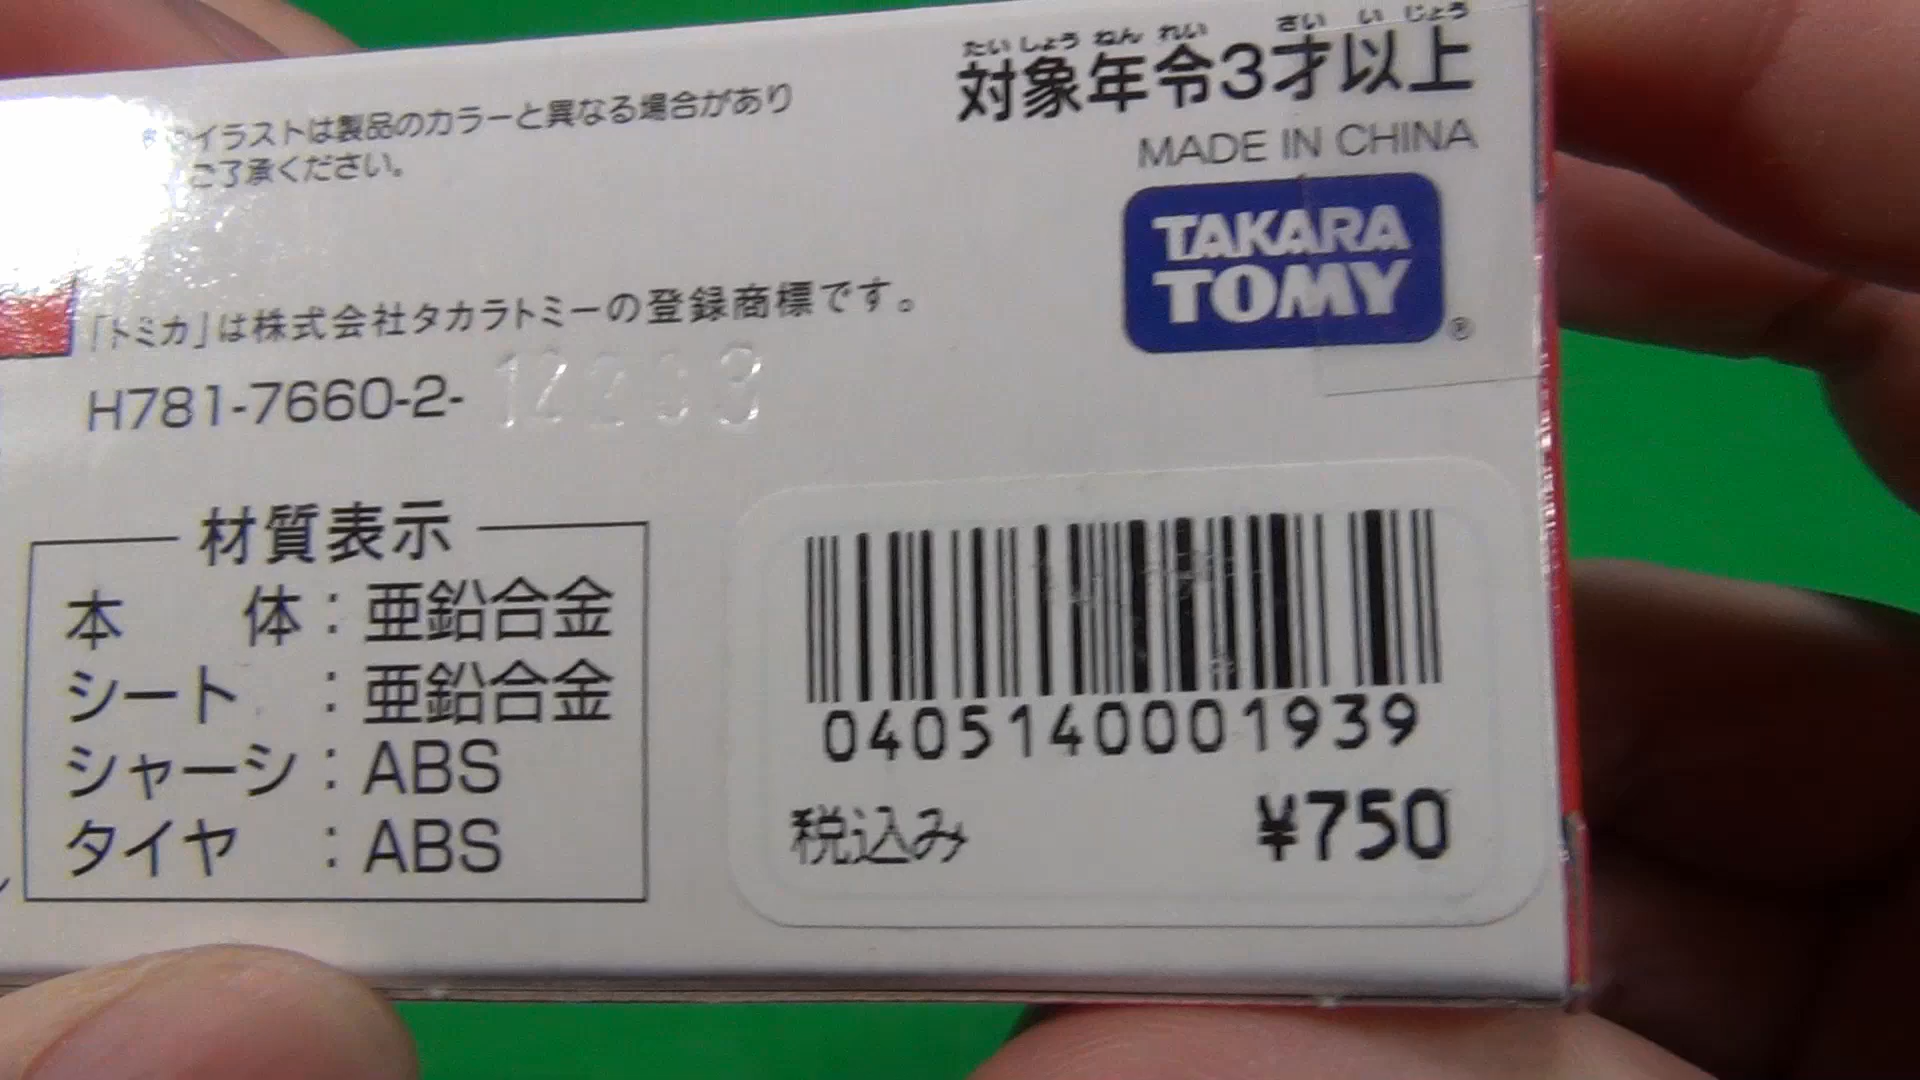 たいしょうねんれい さいいじょう
対象年令3才以上
イラストは製品のカラーと異なる場合があり
ご了承ください。
MADE IN CHINA
TAKARA
TOMY
®
「トミカ」は株式会社タカラトミーの登録商標です。
H781-7660-2-
材質表示
本　体：亜鉛合金
シート：亜鉛合金
シャーシ：ABS
タイヤ：ABS
0405140001939
税込み ¥750